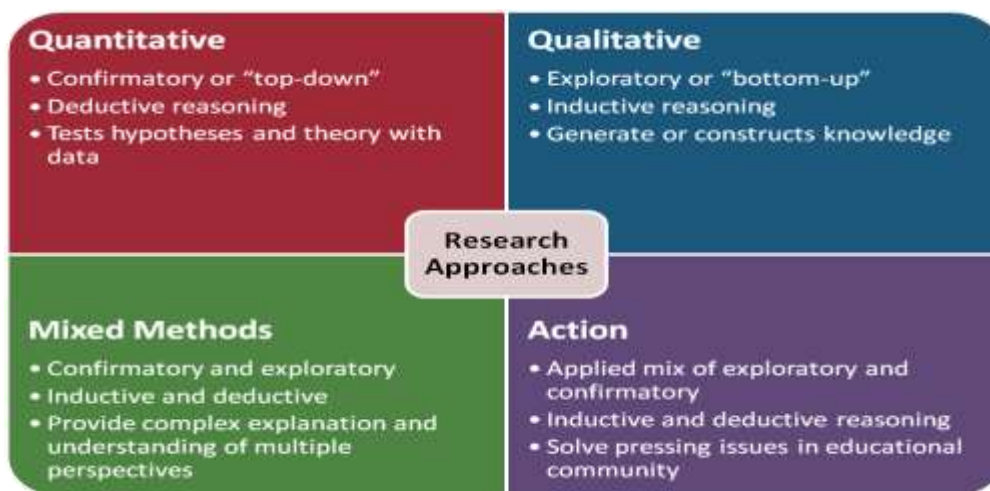 Quantitative
• Confirmatory or “top-down”
• Deductive reasoning
• Tests hypotheses and theory with
data
Qualitative
• Exploratory or “bottom-up”
• Inductive reasoning
• Generate or constructs knowledge
Research
Approaches
Mixed Methods
• Confirmatory and exploratory
• Inductive and deductive
• Provide complex explanation and
understanding of multiple
perspectives
Action
• Applied mix of exploratory and
confirmatory
• Inductive and deductive reasoning
• Solve pressing issues in educational
community